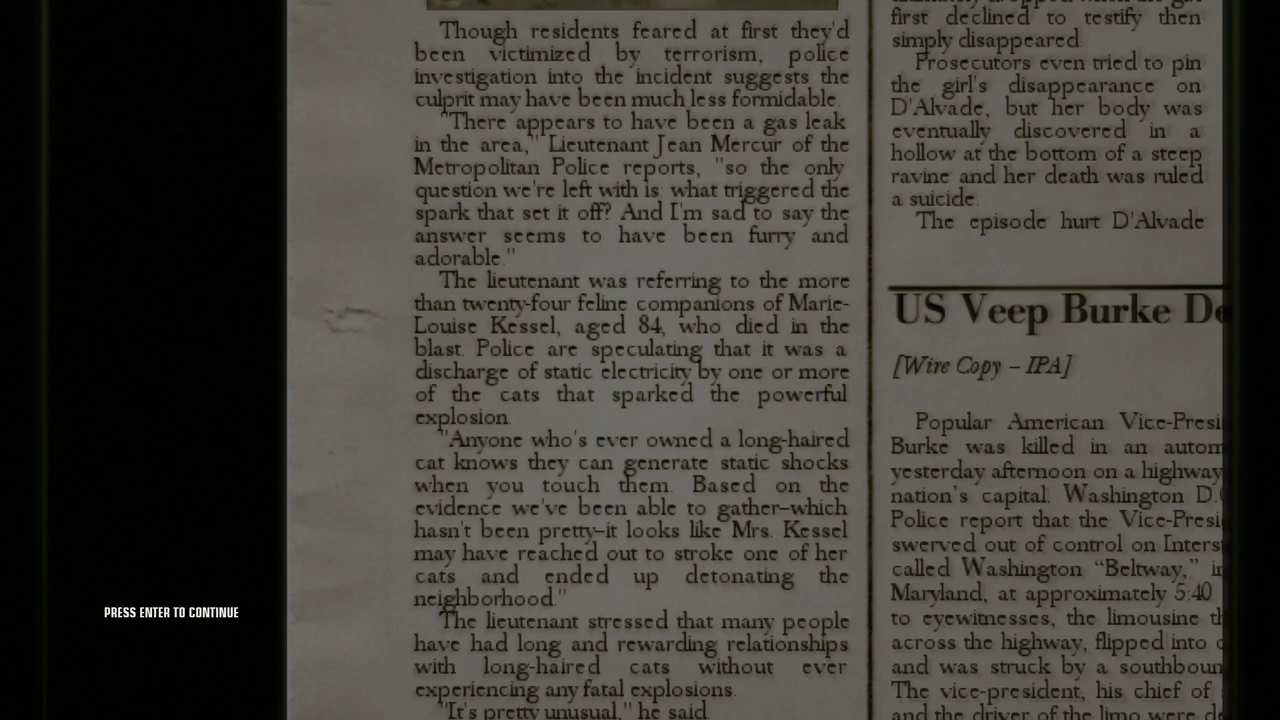 Though residents feared at first they'd
been victimized by terrorism, police
investigation into the incident suggests the
culprit may have been much less formidable.
"There appears to have been a gas leak
in the area," Lieutenant Jean Mercur of the
Metropolitan Police reports, "so the only
question we're left with is: what triggered the
spark that set it off? And I'm sad to say the
answer seems to have been furry and
adorable."
The lieutenant was referring to the more
than twenty-four feline companions of Marie-
Louise Kessel, aged 84, who died in the
blast. Police are speculating that it was a
discharge of static electricity by one or more
of the cats that sparked the powerful
explosion.
"Anyone who's ever owned a long-haired
cat knows they can generate static shocks
when you touch them. Based on the
evidence we've been able to gather–which
hasn't been pretty–it looks like Mrs. Kessel
may have reached out to stroke one of her
cats and ended up detonating the
neighborhood."
The lieutenant stressed that many people
have had long and rewarding relationships
with long-haired cats without ever
experiencing any fatal explosions.
"It's pretty unusual," he said.
first declined to testify then
simply disappeared.
Prosecutors even tried to pin
the girl's disappearance on
D'Alvade, but her body was
eventually discovered in a
hollow at the bottom of a steep
ravine and her death was ruled
a suicide.
The episode hurt D'Alvade
US Veep Burke
[Wire Copy – IPA]
Popular American Vice-Presi
Burke was killed in an autom
yesterday afternoon on a highway
nation's capital. Washington D.
Police report that the Vice-Presi
swerved out of control on Inters
called Washington "Beltway," in
Maryland, at approximately 5:40
to eyewitnesses, the limousine
across the highway, flipped into
and was struck by a southboun
The vice-president, his chief of
and the driver of the limo were
PRESS ENTER TO CONTINUE